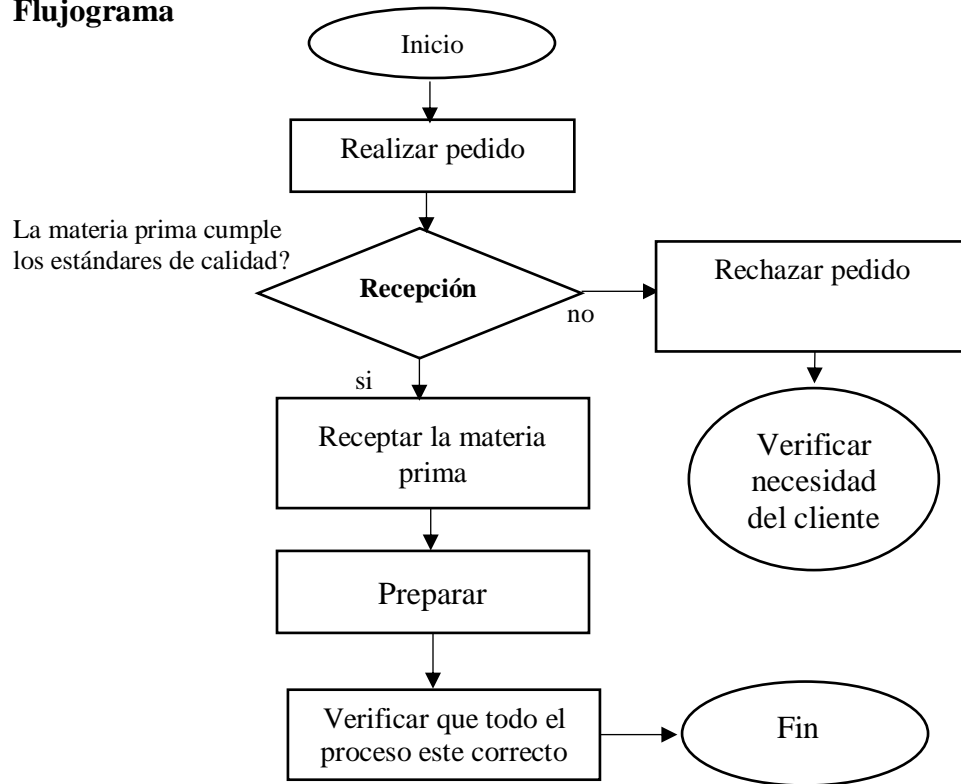 Flujograma
Inicio
Realizar pedido
La materia prima cumple
los estándares de calidad?
Recepción
Rechazar pedido
no
si
Receptar la materia
prima
Verificar
necesidad
del cliente
Preparar
Verificar que todo el
proceso este correcto
Fin